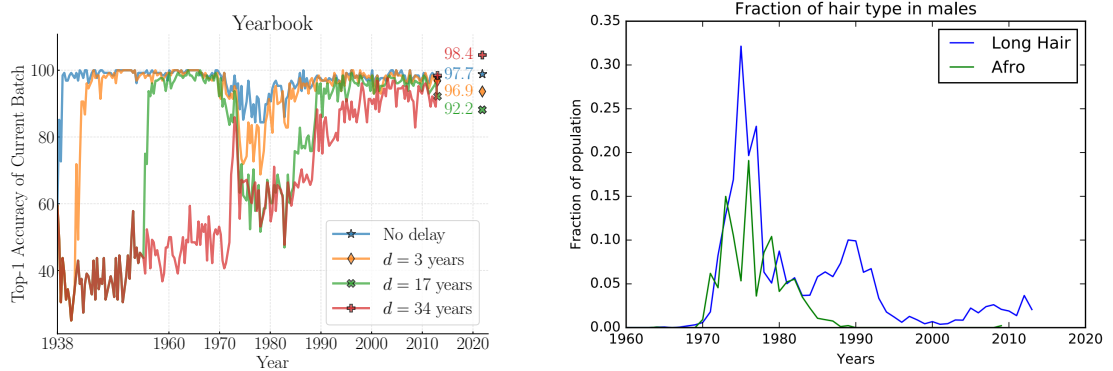 Yearbook
Top-1 Accuracy of Current Batch
100
80
60
40
1938
1960
1970
1980
1990
2000
2010
2022
Year
98.4
97.7
96.9
92.2
No delay
d = 3 years
d = 17 years
d = 34 years
Fraction of hair type in males
Fraction of population
0.35
0.30
0.25
0.20
0.15
0.10
0.05
0.00
1960
1970
1980
1990
2000
2010
2020
Years
Long Hair
Afro